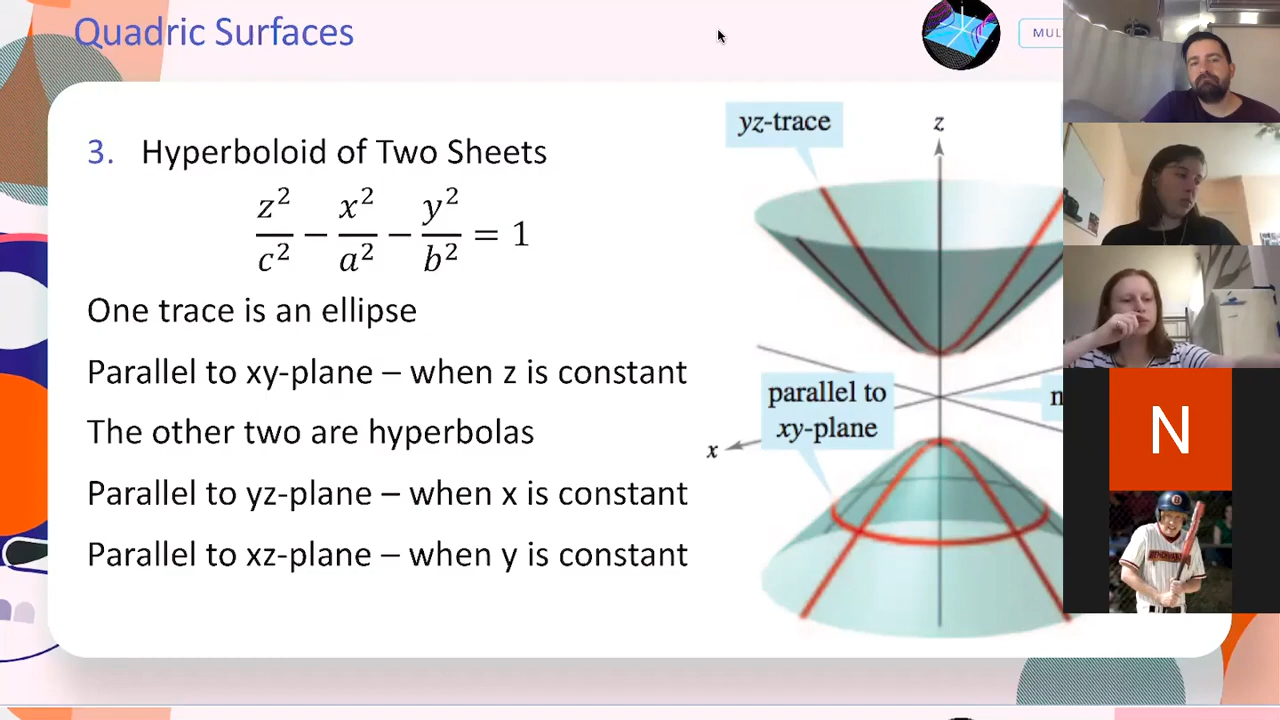 Quadric Surfaces
MUL
3. Hyperboloid of Two Sheets
z² / c² − x² / a² − y² / b² = 1
One trace is an ellipse
Parallel to xy-plane – when z is constant
The other two are hyperbolas
Parallel to yz-plane – when x is constant
Parallel to xz-plane – when y is constant
yz-trace
z
parallel to
xy-plane
n
x
N
B